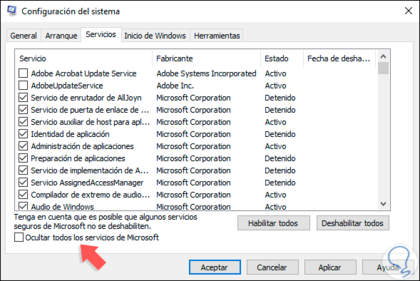 Configuración del sistema
General Arranque Servicios Inicio de Windows Herramientas
Servicio Fabricante Estado Fecha de desha...
Adobe Acrobat Update Service Adobe Systems Incorporated Activo
AdobeUpdateService Adobe Inc. Activo
Servicio de enrutador de AllJoyn Microsoft Corporation Detenido
Servicio de puerta de enlace de ... Microsoft Corporation Detenido
Servicio auxiliar de host para apl... Microsoft Corporation Activo
Identidad de aplicación Microsoft Corporation Detenido
Administración de aplicaciones Microsoft Corporation Activo
Preparación de aplicaciones Microsoft Corporation Detenido
Servicio de implementación de A... Microsoft Corporation Activo
Servicio AssignedAccessManager Microsoft Corporation Detenido
Compilador de extremo de audio... Microsoft Corporation Activo
Audio de Windows Microsoft Corporation Activo
Tenga en cuenta que es posible que algunos servicios
seguros de Microsoft no se deshabiliten.
Habilitar todos Deshabilitar todos
Ocultar todos los servicios de Microsoft
Aceptar Cancelar Aplicar Ayuda